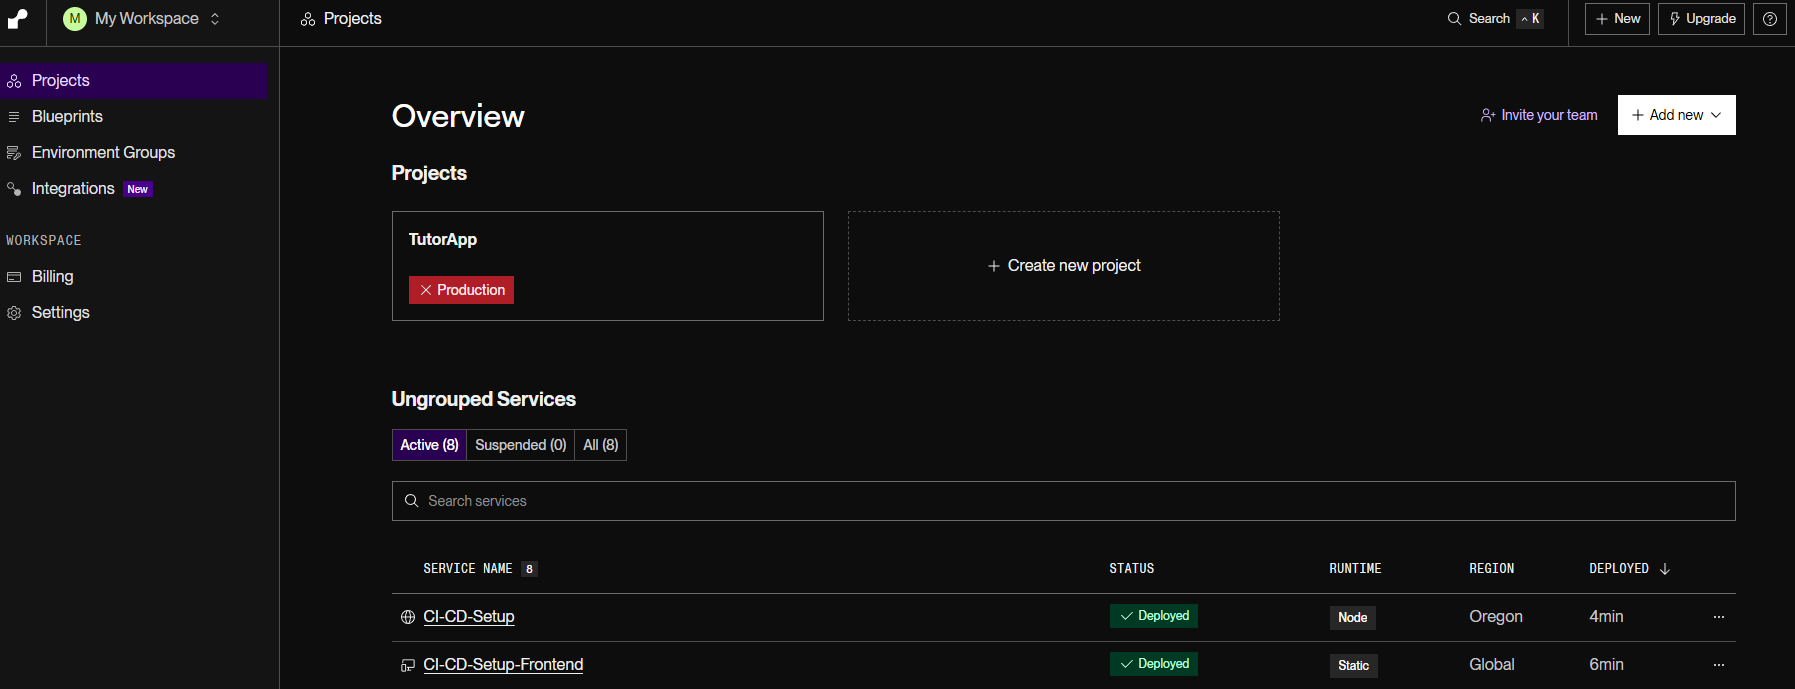 M My Workspace
Projects
Search ^ K
+ New
Upgrade
Projects
Blueprints
Environment Groups
Integrations New
WORKSPACE
Billing
Settings
Overview
Invite your team
+ Add new
Projects
TutorApp
Production
+ Create new project
Ungrouped Services
Active (8) Suspended (0) All (8)
Search services
SERVICE NAME 8 STATUS RUNTIME REGION DEPLOYED ↓
CI-CD-Setup ✓ Deployed Node Oregon 4min ...
CI-CD-Setup-Frontend ✓ Deployed Static Global 6min ...